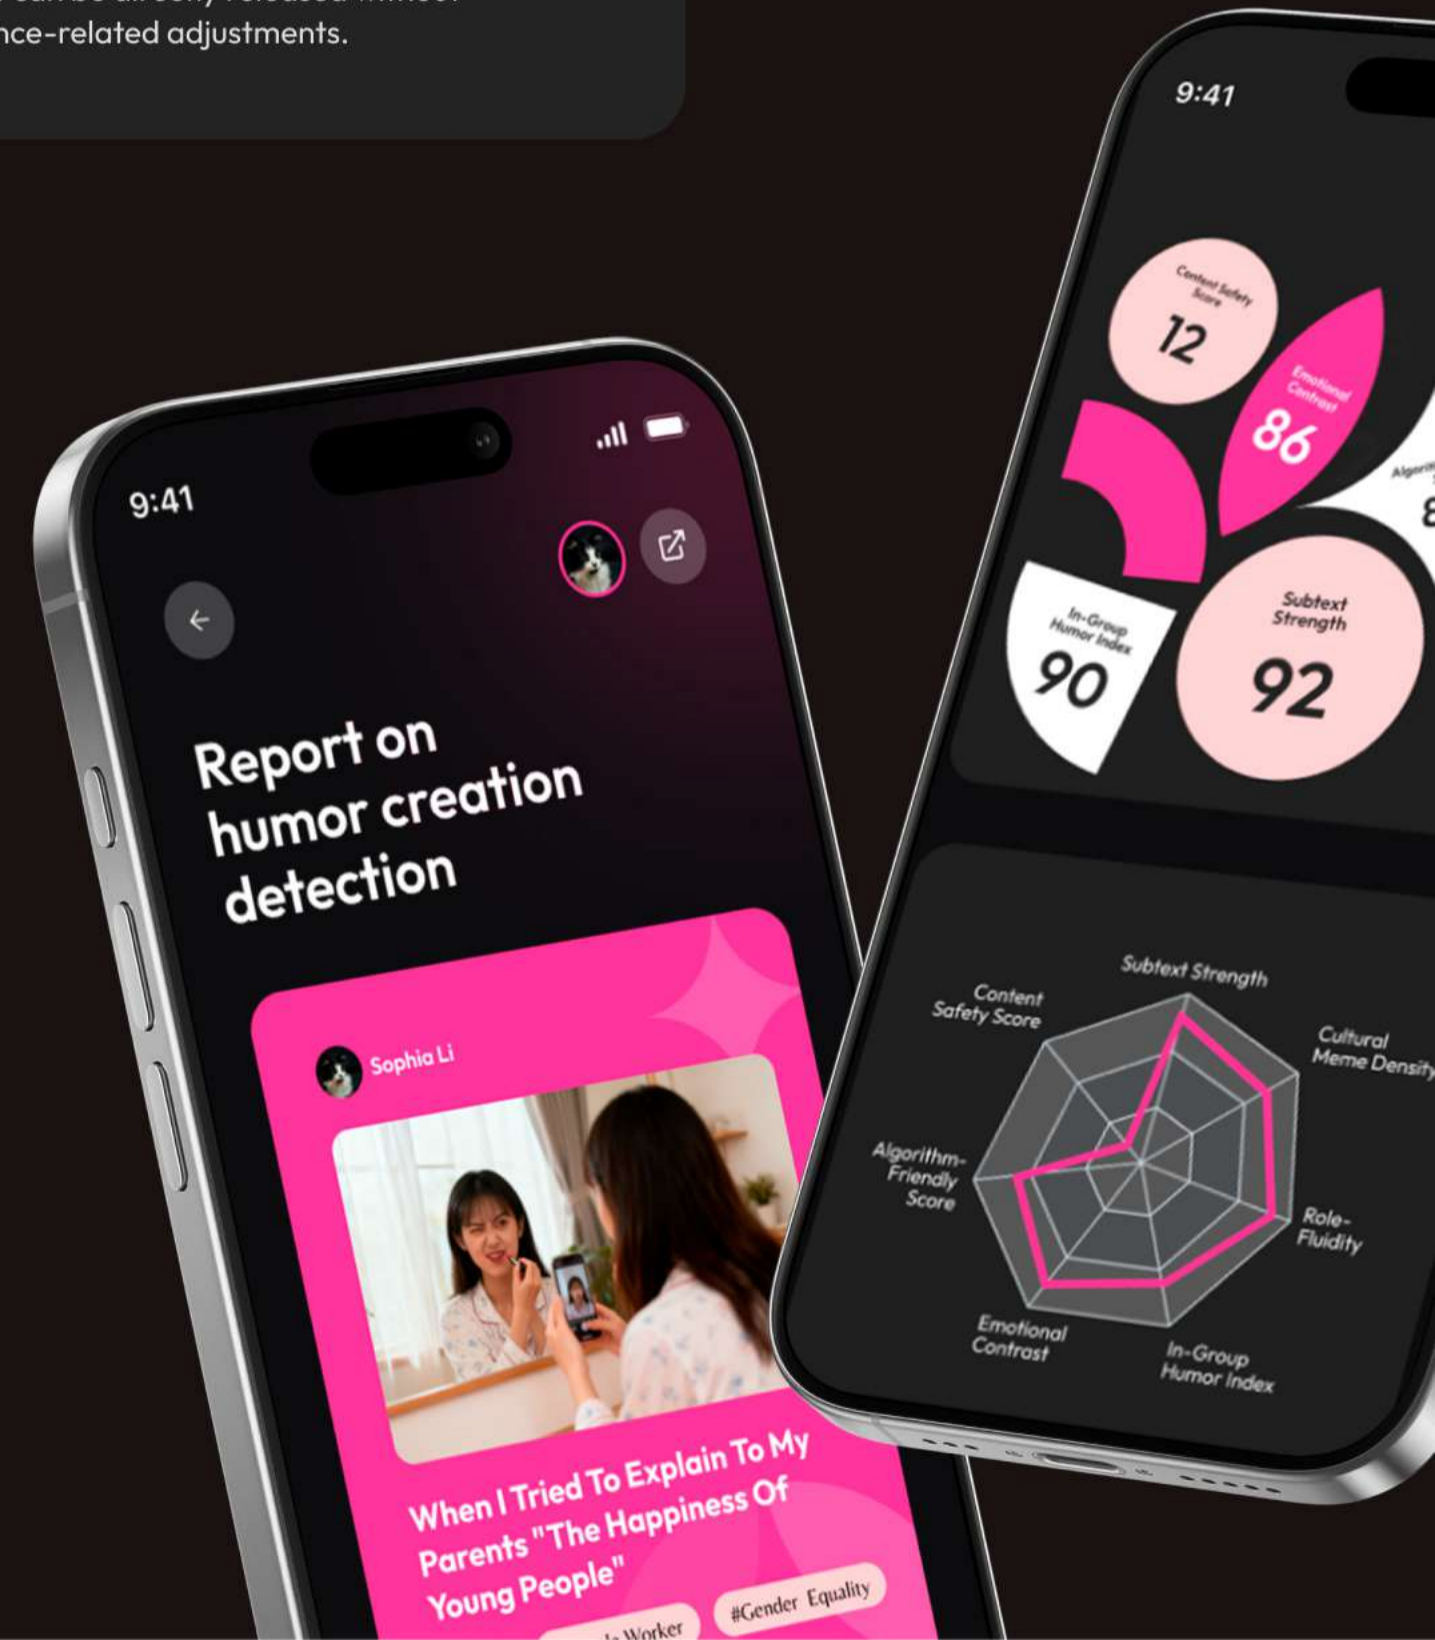 nce-related adjustments.
9:41
Report on
humor creation
detection
Sophia Li
When I Tried To Explain To My
Parents "The Happiness Of
Young People"
Worker
#Gender Equality
9:41
Content Safety
Score
12
Emotional
Contrast
86
In-Group
Humor Index
90
Subtext
Strength
92
Subtext Strength
Content
Safety Score
Cultural
Meme Density
Algorithm-
Friendly
Score
Role-
Fluidity
Emotional
Contrast
In-Group
Humor Index